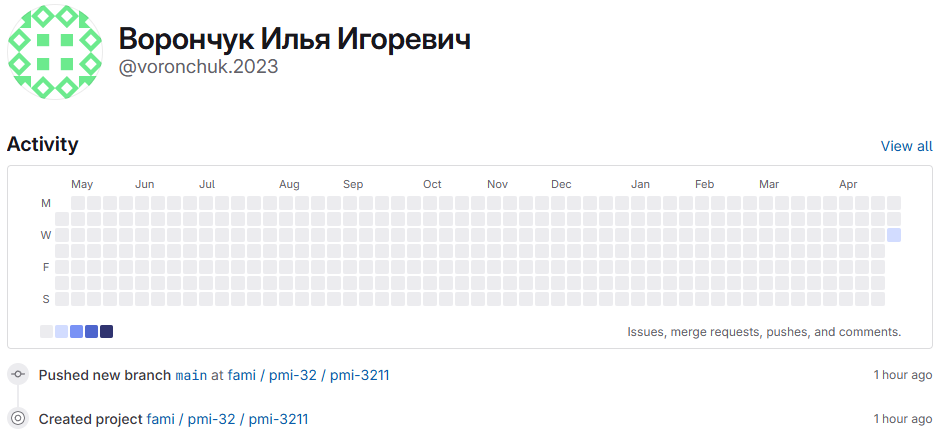 Ворончук Илья Игоревич
@voronchuk.2023
Activity
View all
May Jun Jul Aug Sep Oct Nov Dec Jan Feb Mar Apr
M
W
F
S
Issues, merge requests, pushes, and comments.
Pushed new branch main at fami / pmi-32 / pmi-3211 1 hour ago
Created project fami / pmi-32 / pmi-3211 1 hour ago